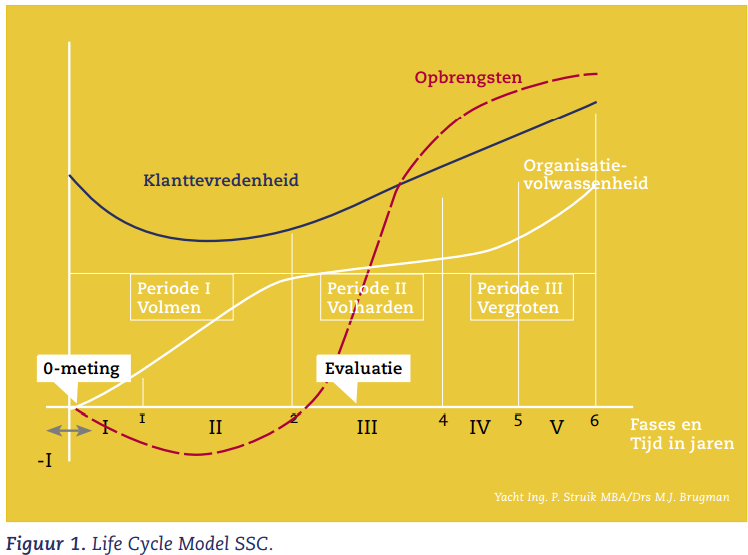 Opbrengsten
Klanttevredenheid
Organisatie-
volwassenheid
Periode I
Volmen
Periode II
Volharden
Periode III
Vergroten
0-meting
Evaluatie
1 2 4 5 6
I II III IV V
Fases en
Tijd in jaren
-I
Yacht Ing. P. Struik MBA/Drs M.J. Brugman
Figuur 1. Life Cycle Model SSC.